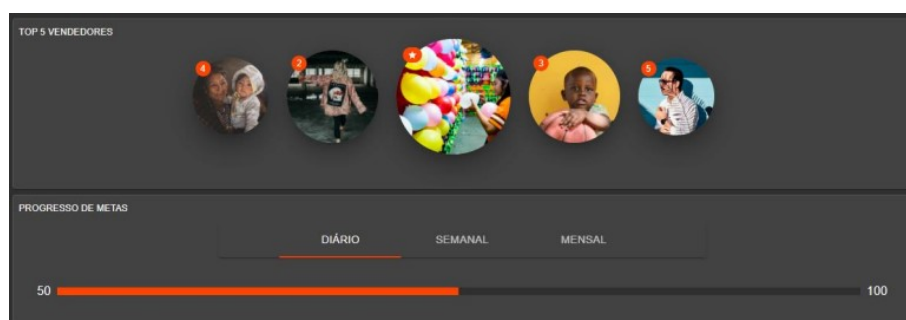 TOP 5 VENDEDORES
4
2
3
5
PROGRESSO DE METAS
DIÁRIO SEMANAL MENSAL
50 100